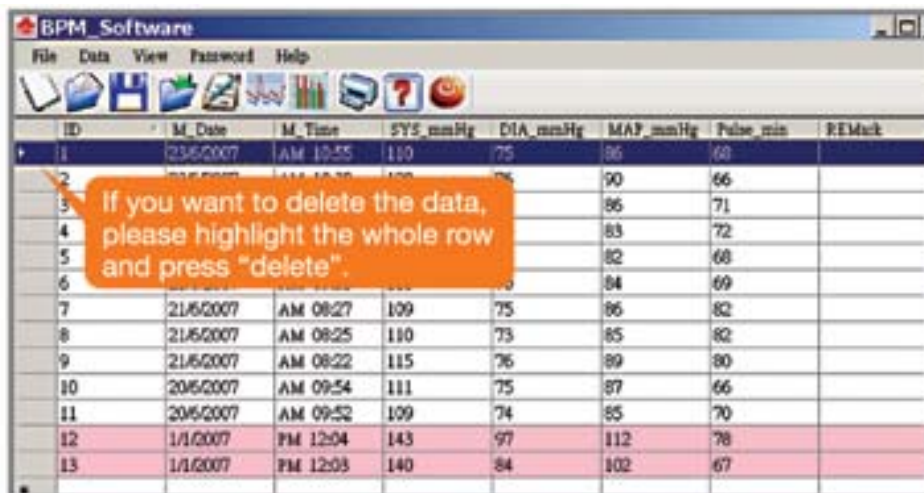 BPM_Software
File Data View Password Help
ID M_Date M_Time SYS_mmHg DIA_mmHg MAP_mmHg Pulse_min REMark
1 23/6/2007 AM 10:55 110 75 86 68
2 90 66
3 86 71
4 83 72
5 82 68
6 84 69
7 21/6/2007 AM 08:27 109 75 86 82
8 21/6/2007 AM 08:25 110 73 85 82
9 21/6/2007 AM 08:22 115 76 89 80
10 20/6/2007 AM 09:54 111 75 87 66
11 20/6/2007 AM 09:52 109 74 85 70
12 1/1/2007 PM 12:04 143 97 112 78
13 1/1/2007 PM 12:03 140 84 102 67
If you want to delete the data,
please highlight the whole row
and press “delete”.